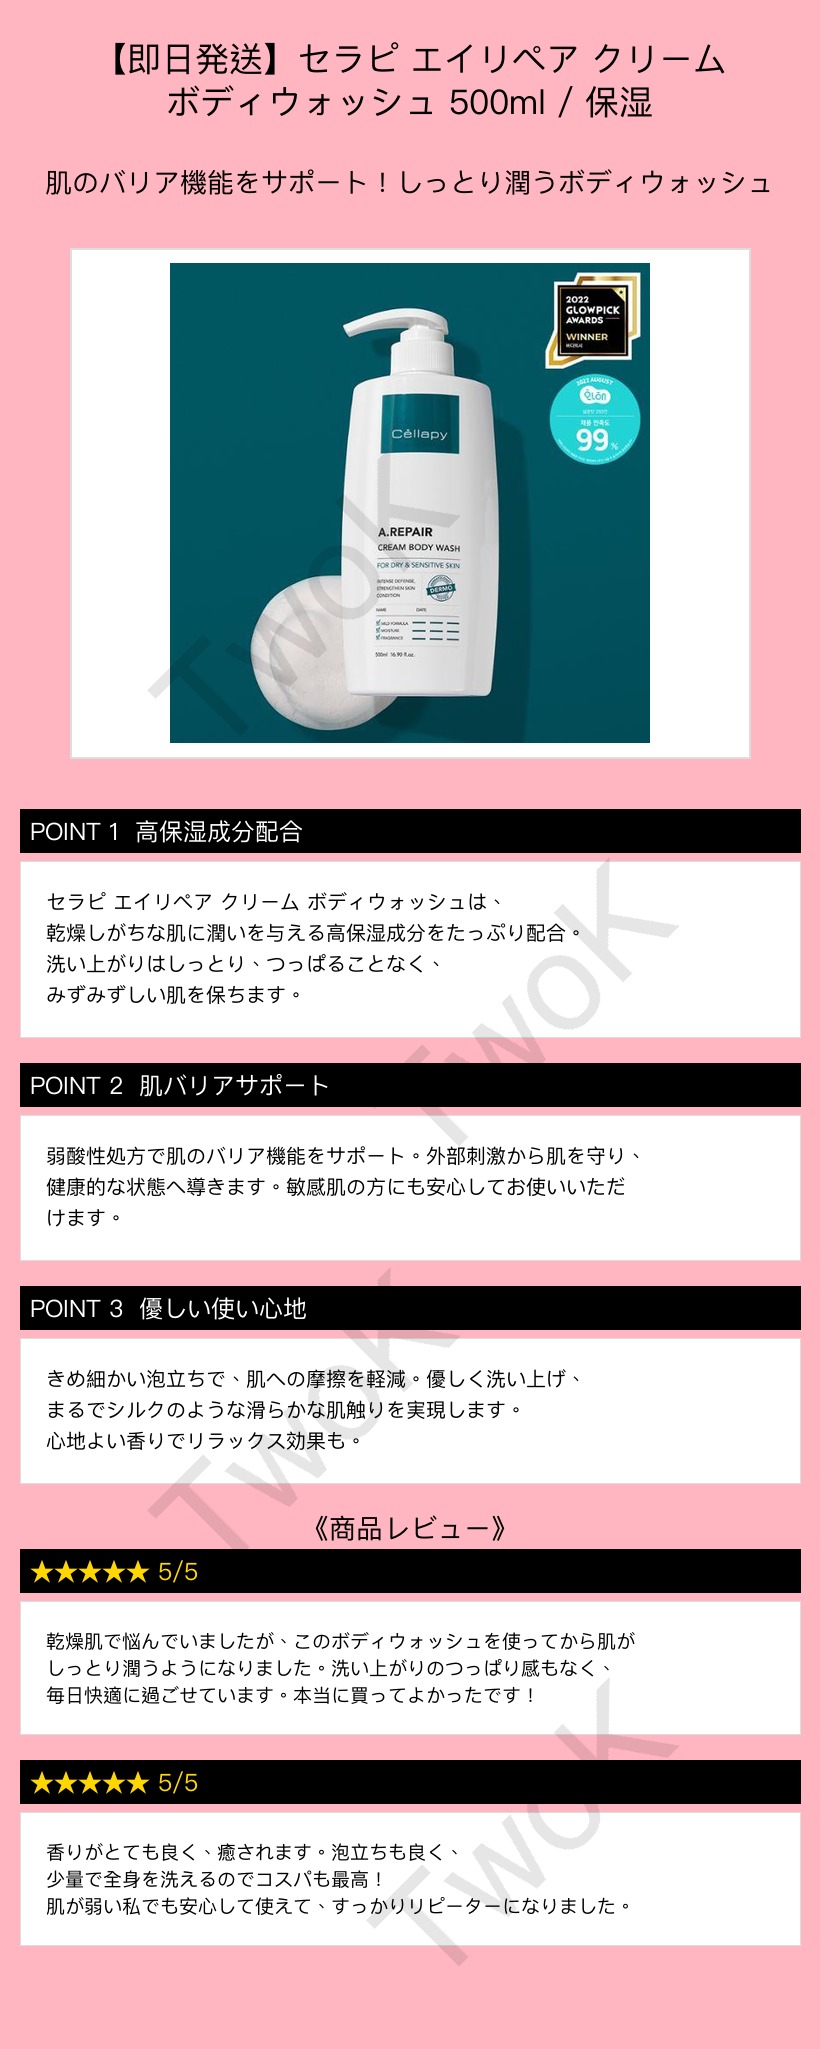 【即日発送】セラピ エイリペア クリーム
ボディウォッシュ 500ml / 保湿
肌のバリア機能をサポート！しっとり潤うボディウォッシュ
2022
GLOWPICK
AWARDS
WINNER
2022 AUGUST
제품 만족도
99%
Cellapy
A.REPAIR
CREAM BODY WASH
FOR DRY & SENSITIVE SKIN
INTENSE DEFENSE,
STRENGTHEN SKIN
CONDITION
DERMO
NAME DATE
MILD FORMULA
MOISTURE
FRAGRANCE
500ml 16.90 fl.oz.
TwoK
POINT 1 高保湿成分配合
セラピ エイリペア クリーム ボディウォッシュは、
乾燥しがちな肌に潤いを与える高保湿成分をたっぷり配合。
洗い上がりはしっとり、つっぱることなく、
みずみずしい肌を保ちます。
TwoK
POINT 2 肌バリアサポート
弱酸性処方で肌のバリア機能をサポート。外部刺激から肌を守り、
健康的な状態へ導きます。敏感肌の方にも安心してお使いいただ
けます。
POINT 3 優しい使い心地
きめ細かい泡立ちで、肌への摩擦を軽減。優しく洗い上げ、
まるでシルクのような滑らかな肌触りを実現します。
心地よい香りでリラックス効果も。
TwoK
《商品レビュー》
★★★★★ 5/5
乾燥肌で悩んでいましたが、このボディウォッシュを使ってから肌が
しっとり潤うようになりました。洗い上がりのつっぱり感もなく、
毎日快適に過ごせています。本当に買ってよかったです！
★★★★★ 5/5
香りがとても良く、癒されます。泡立ちも良く、
少量で全身を洗えるのでコスパも最高！
肌が弱い私でも安心して使えて、すっかりリピーターになりました。
TwoK